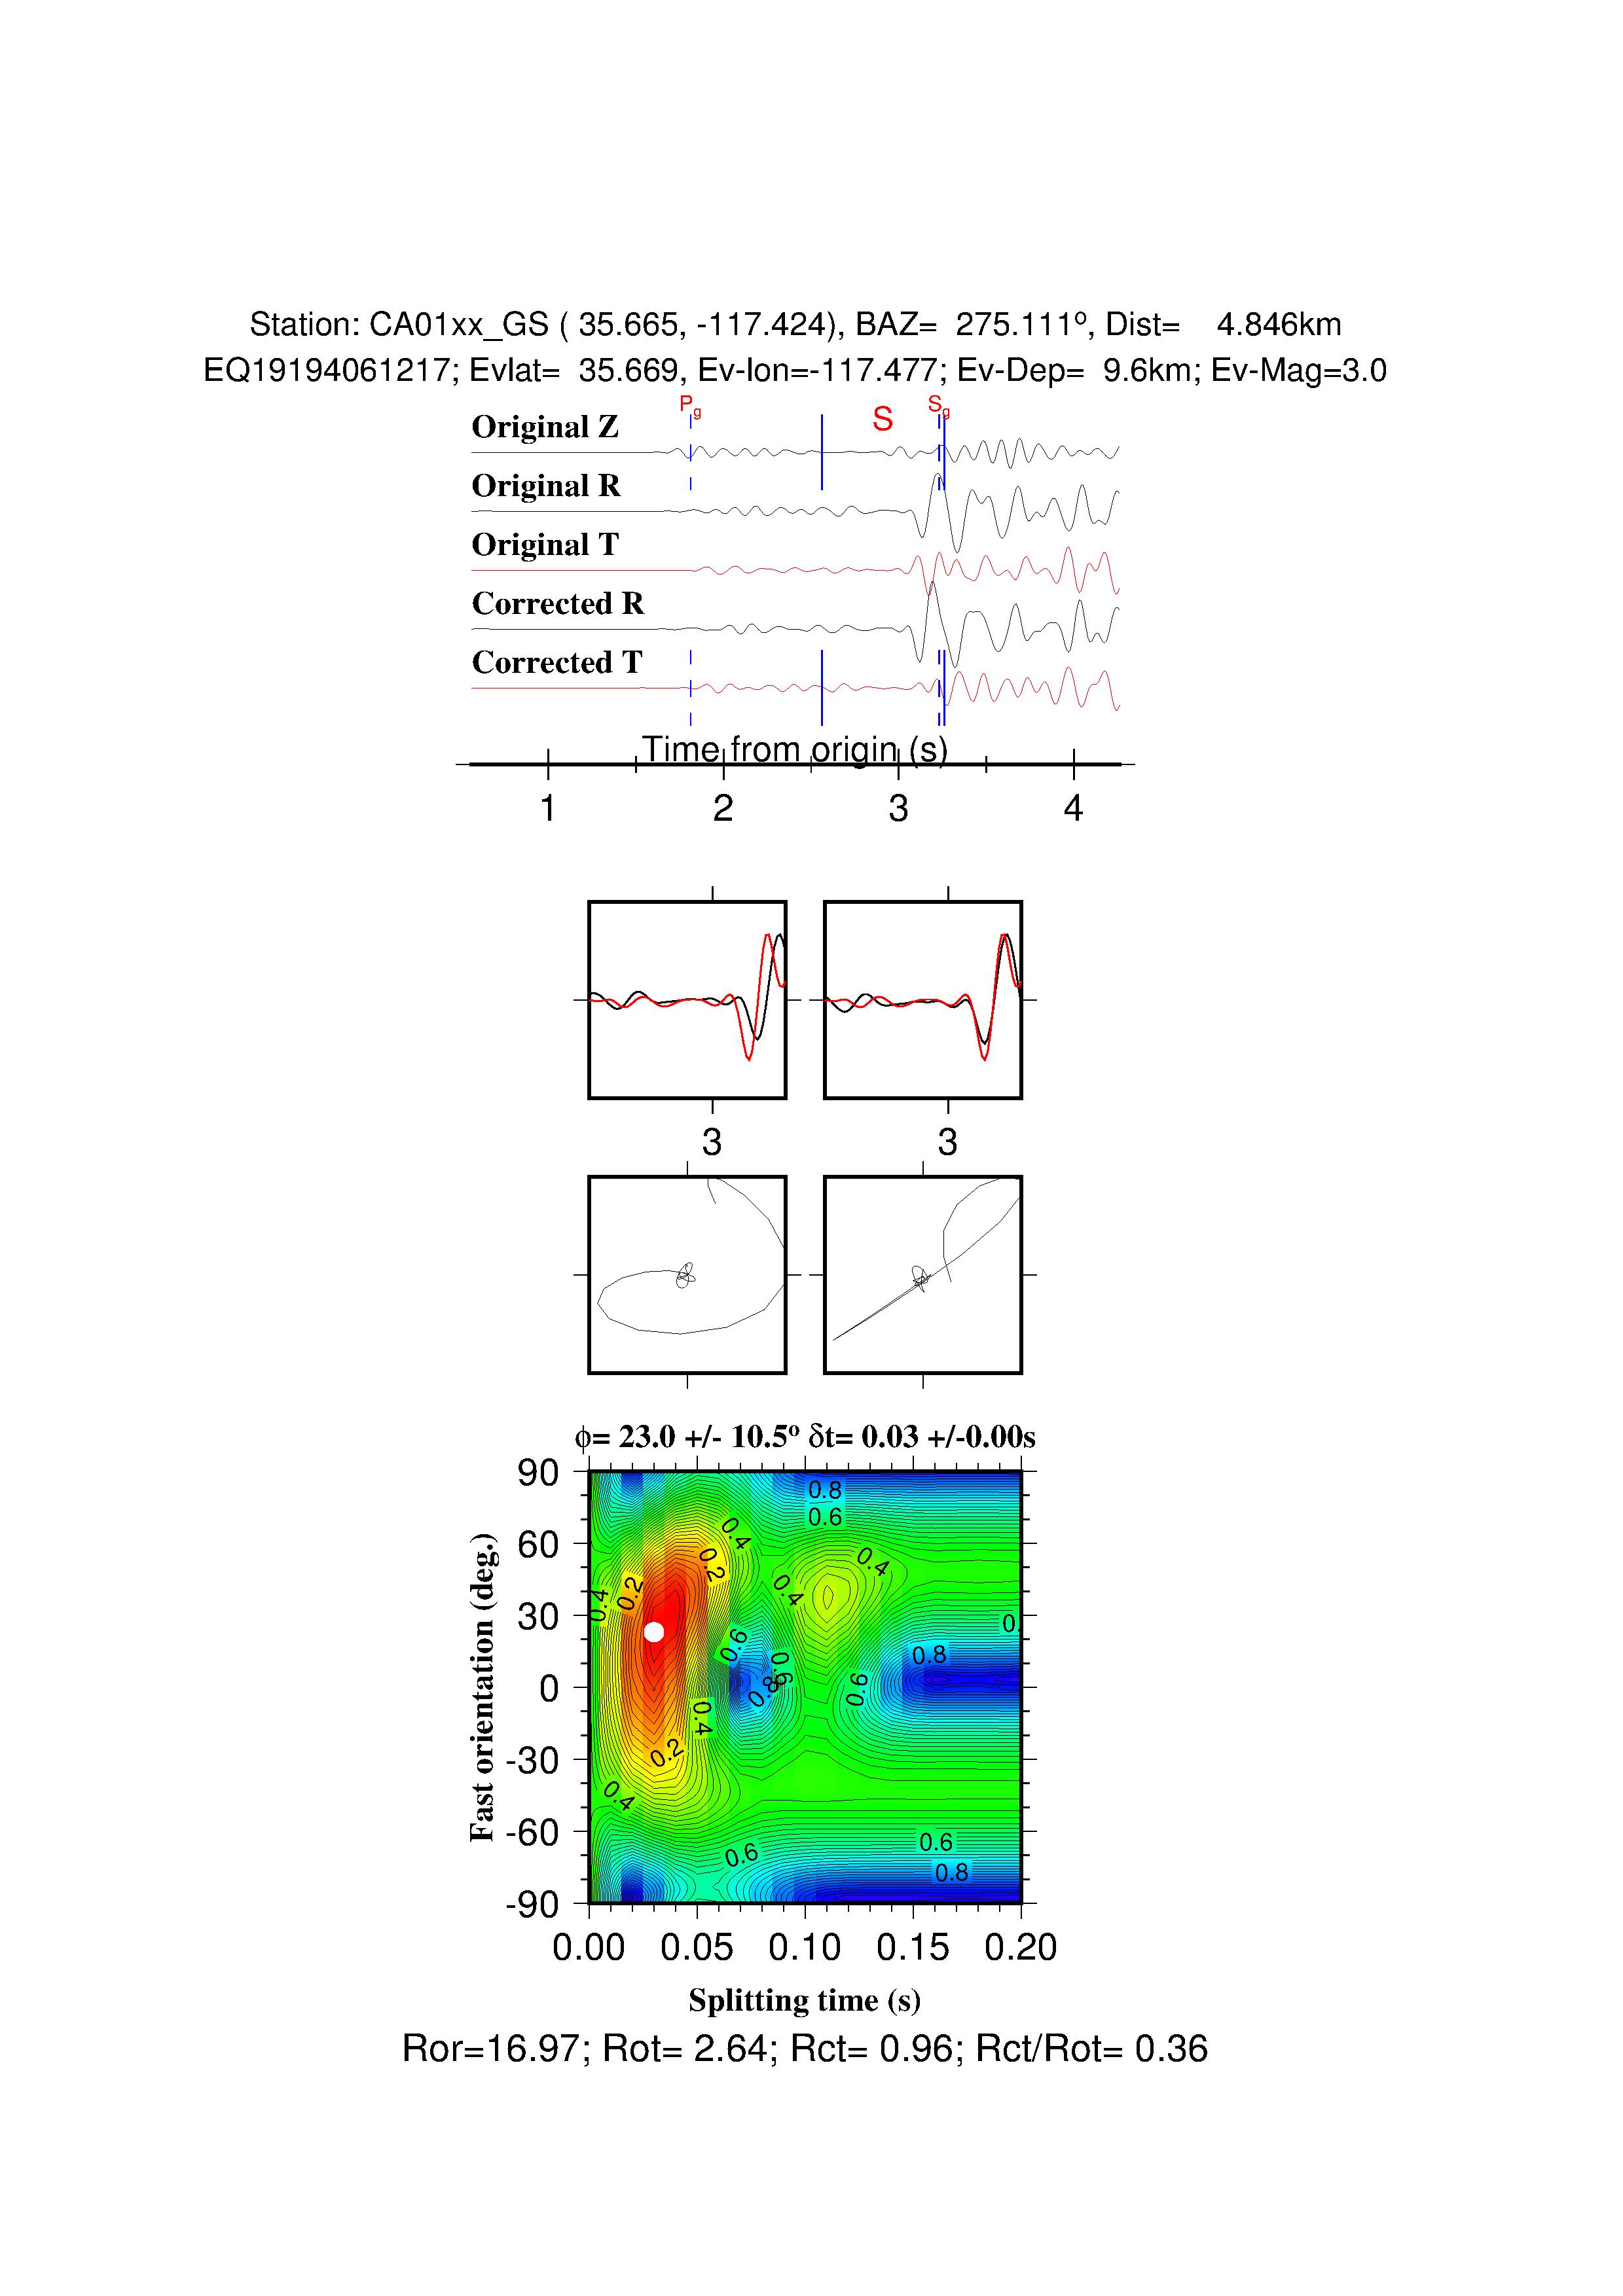 Station: CA01xx_GS ( 35.665, -117.424), BAZ= 275.111º, Dist= 4.846km
EQ19194061217; Evlat= 35.669, Ev-lon=-117.477; Ev-Dep= 9.6km; Ev-Mag=3.0
Pg S Sg
Original Z
Original R
Original T
Corrected R
Corrected T
Time from origin (s)
1 2 3 4
3 3
ϕ= 23.0 +/- 10.5º δt= 0.03 +/-0.00s
Fast orientation (deg.)
90
60
30
0
-30
-60
-90
0.8
0.6
0.4
0.2
0.4
0.4
0.2
0.4
0.
0.6
0.8
0.6
0.8
0.6
0.4
0.2
0.4
0.6
0.6
0.8
0.00 0.05 0.10 0.15 0.20
Splitting time (s)
Ror=16.97; Rot= 2.64; Rct= 0.96; Rct/Rot= 0.36